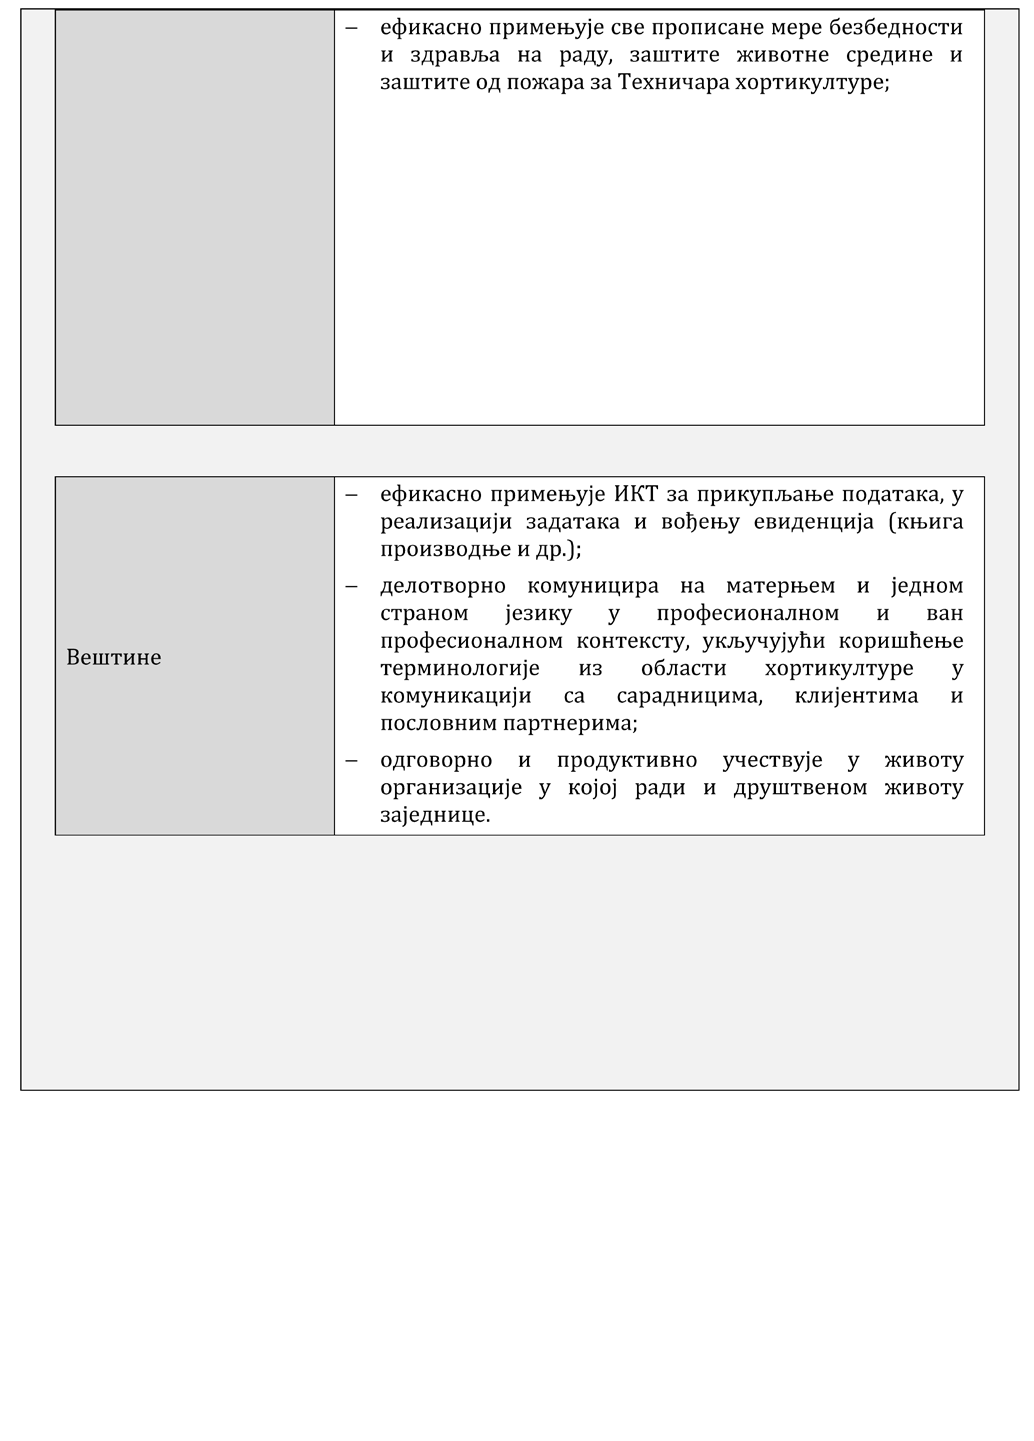 – ефикасно примењује све прописане мере безбедности
и здравља на раду, заштите животне средине и
заштите од пожара за Техничара хортикултуре;
– ефикасно примењује ИКТ за прикупљање података, у
реализацији задатака и вођењу евиденција (књига
производње и др.);
Вештине
– делотворно комуницира на матерњем и једном
страном језику у професионалном и ван
професионалном контексту, укључујући коришћење
терминологије из области хортикултуре у
комуникацији са сарадницима, клијентима и
пословним партнерима;
– одговорно и продуктивно учествује у животу
организације у којој ради и друштвеном животу
заједнице.